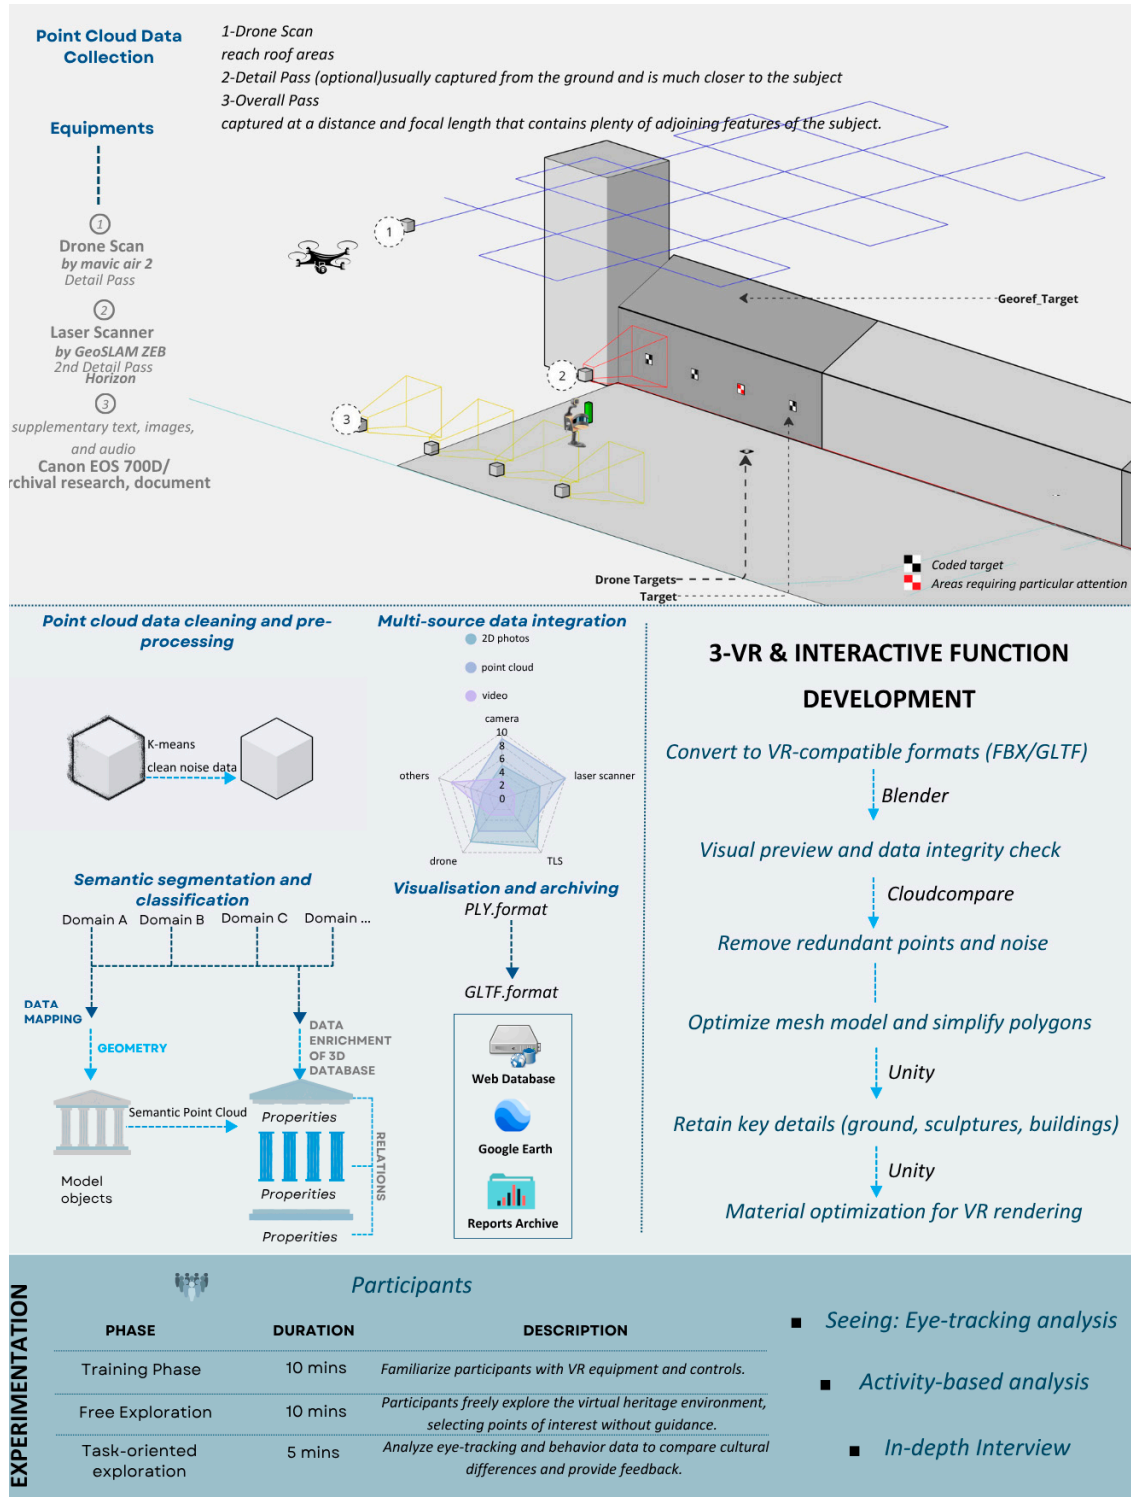 Point Cloud Data
Collection
1-Drone Scan
reach roof areas
2-Detail Pass (optional)usually captured from the ground and is much closer to the subject
3-Overall Pass
captured at a distance and focal length that contains plenty of adjoining features of the subject.
Equipments
1
Drone Scan
by mavic air 2
Detail Pass
2
Laser Scanner
by GeoSLAM ZEB
2nd Detail Pass
Horizon
3
supplementary text, images,
and audio
Canon EOS 700D/
rchival research, document
1
2
3
Georef_Target
Drone Targets
Target
Coded target
Areas requiring particular attention
Point cloud data cleaning and pre-
processing
K-means
clean noise data
Multi-source data integration
2D photos
point cloud
video
camera
10
8
6
4
2
0
others
laser scanner
drone
TLS
Semantic segmentation and
classification
Domain A Domain B Domain C Domain ...
DATA
MAPPING
GEOMETRY
DATA
ENRICHMENT
OF 3D
DATABASE
Semantic Point Cloud
Model
objects
Properities
Properities
Properities
RELATIONS
Visualisation and archiving
PLY.format
GLTF.format
Web Database
Google Earth
Reports Archive
3-VR & INTERACTIVE FUNCTION
DEVELOPMENT
Convert to VR-compatible formats (FBX/GLTF)
Blender
Visual preview and data integrity check
Cloudcompare
Remove redundant points and noise
Optimize mesh model and simplify polygons
Unity
Retain key details (ground, sculptures, buildings)
Unity
Material optimization for VR rendering
EXPERIMENTATION
Participants
PHASE DURATION DESCRIPTION
Training Phase 10 mins Familiarize participants with VR equipment and controls.
Free Exploration 10 mins Participants freely explore the virtual heritage environment,
selecting points of interest without guidance.
Task-oriented
exploration 5 mins Analyze eye-tracking and behavior data to compare cultural
differences and provide feedback.
Seeing: Eye-tracking analysis
Activity-based analysis
In-depth Interview